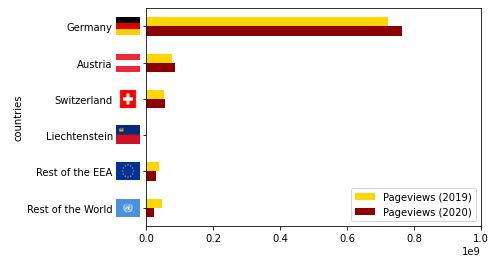 countries
Germany
Austria
Switzerland
Liechtenstein
Rest of the EEA
Rest of the World
Pageviews (2019)
Pageviews (2020)
0.0 0.2 0.4 0.6 0.8 1.0
1e9